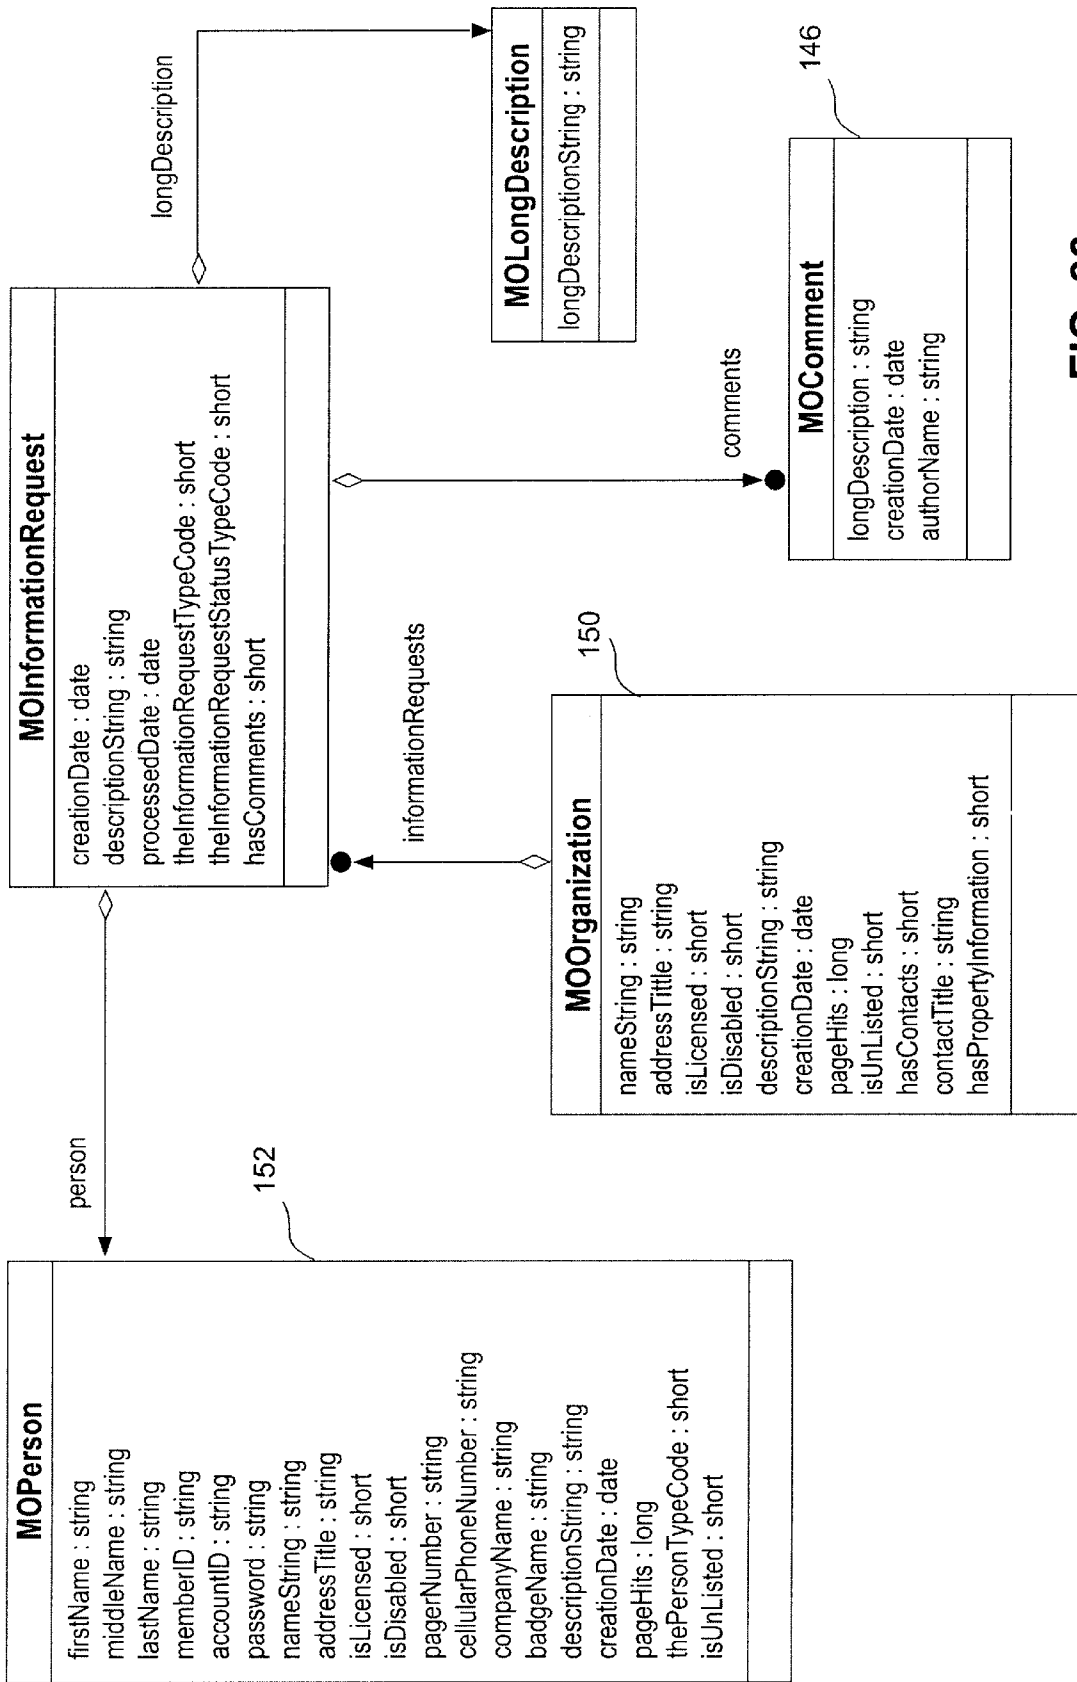 MOPerson
firstName : string
middleName : string
lastName : string
memberID : string
accountID : string
password : string
nameString : string
addressTitle : string
isLicensed : short
isDisabled : short
pagerNumber : string
cellularPhoneNumber : string
companyName : string
badgeName : string
descriptionString : string
creationDate : date
pageHits : long
thePersonTypeCode : short
isUnListed : short
152
person
MOInformationRequest
creationDate : date
descriptionString : string
processedDate : date
theInformationRequestTypeCode : short
theInformationRequestStatusTypeCode : short
hasComments : short
longDescription
MOLongDescription
longDescriptionString : string
informationRequests
comments
MOOrganization
nameString : string
addressTittle : string
isLicensed : short
isDisabled : short
descriptionString : string
creationDate : date
pageHits : long
isUnListed : short
hasContacts : short
contactTitle : string
hasPropertyInformation : short
150
MOComment
longDescription : string
creationDate : date
authorName : string
146